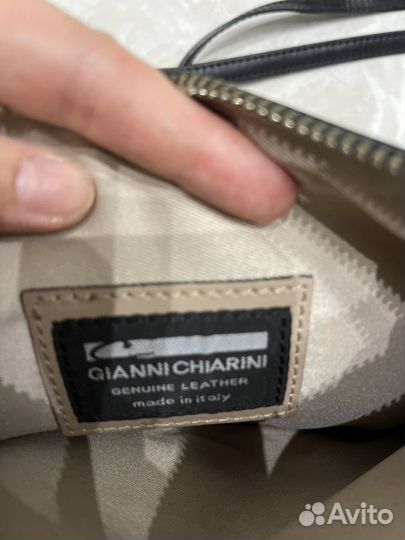 GIANNI CHIARINI
GENUINE LEATHER
made in italy
Avito